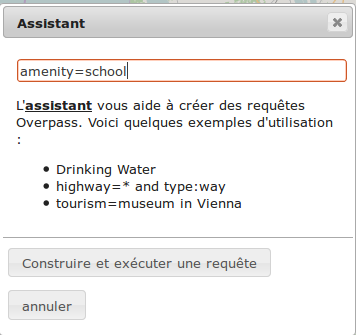 Assistant
amenity=school
L'assistant vous aide à créer des requêtes
Overpass. Voici quelques exemples d'utilisation
:
• Drinking Water
• highway=* and type:way
• tourism=museum in Vienna
Construire et exécuter une requête
annuler